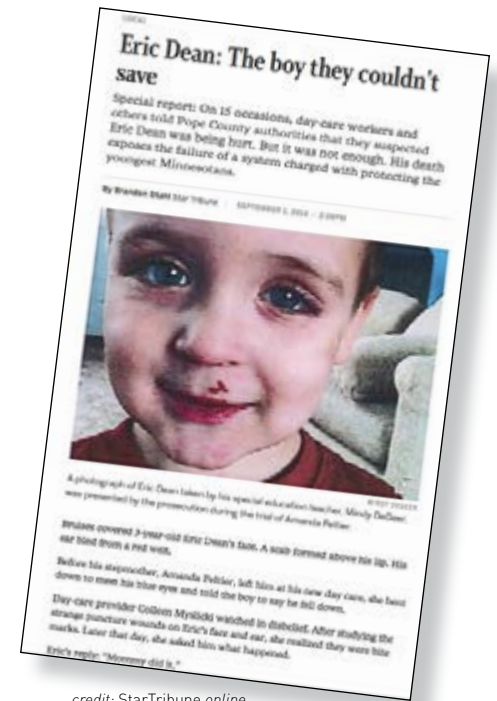 LOCAL
Eric Dean: The boy they couldn't
save
Special report: On 15 occasions, day-care workers and
others told Pope County authorities that they suspected
Eric Dean was being hurt. But it was not enough. His death
exposes the failure of a system charged with protecting the
youngest Minnesotans.
By Brandon Stahl Star Tribune
A photograph of Eric Dean taken by his special education teacher, Mindy
was presented by the prosecution during the trial of Amanda Peltier.
Bruises covered 3-year-old Eric Dean's face. A scab formed above his lip. His
ear bled from a red welt.
Before his stepmother, Amanda Peltier, left him at his new day care, she bent
down to meet his blue eyes and told the boy to say he fell down.
Day-care provider Colleen Myslicki watched in disbelief. After studying the
strange puncture wounds on Eric's face and ear, she realized they were bite
marks. Later that day, she asked him what happened.
Eric's reply: "Mommy did it."
credit: StarTribune online